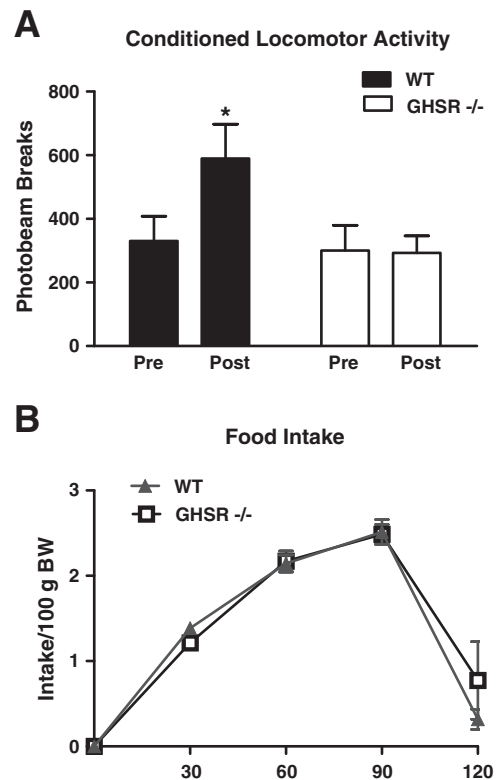 A
Conditioned Locomotor Activity
WT
GHSR -/-
Photobeam Breaks
800
600
400
200
0
*
Pre
Post
Pre
Post
B
Food Intake
WT
GHSR -/-
Intake/100 g BW
3
2
1
0
30
60
90
120